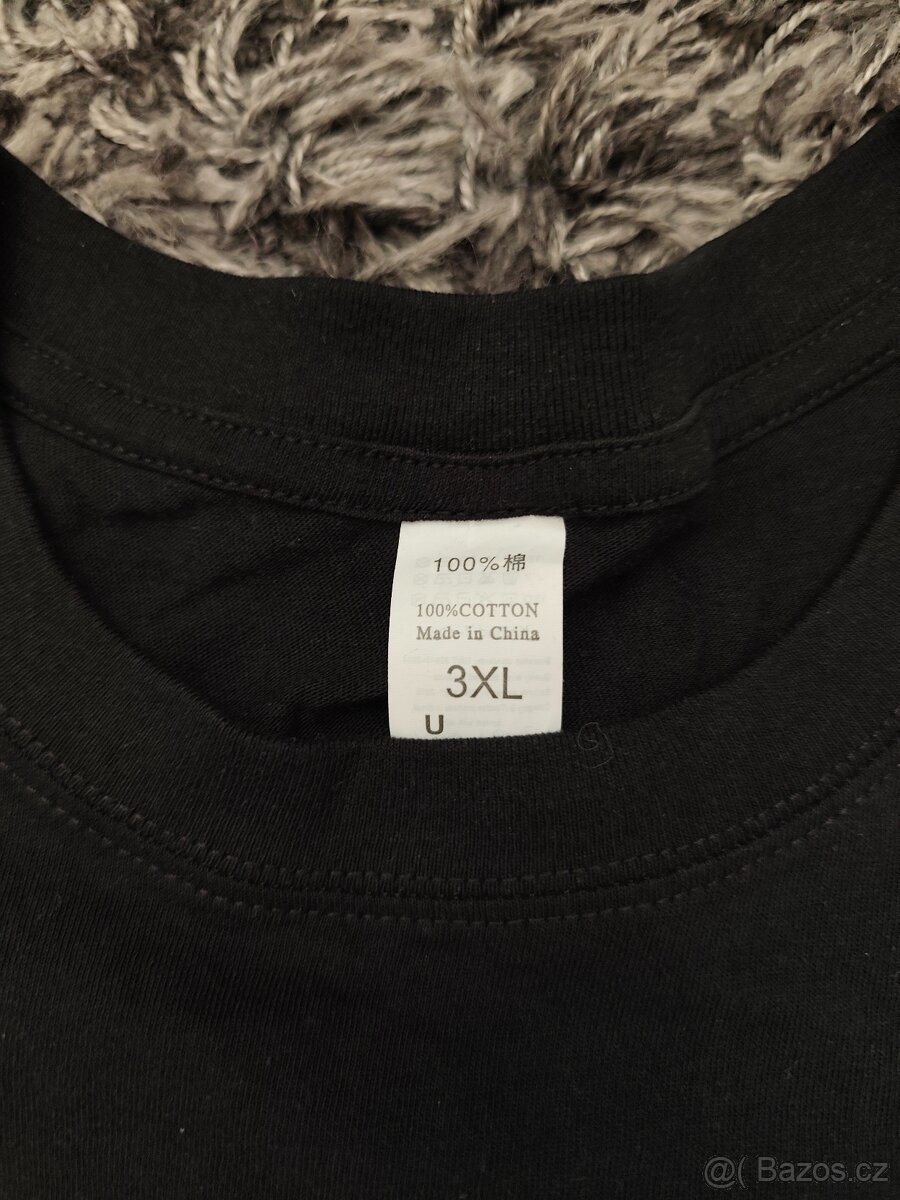 100%棉
100%COTTON
Made in China
3XL
U
@( Bazos.cz